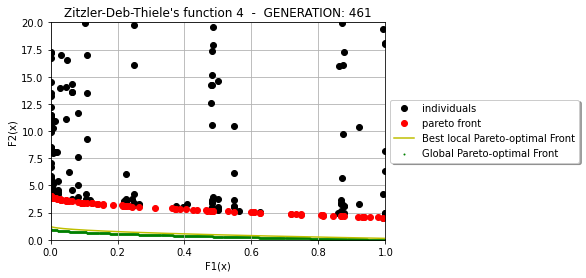 Zitzler-Deb-Thiele's function 4  -  GENERATION: 461
20.0
17.5
15.0
12.5
10.0
7.5
5.0
2.5
0.0
F2(x)
0.0 0.2 0.4 0.6 0.8 1.0
F1(x)
individuals
pareto front
Best local Pareto-optimal Front
Global Pareto-optimal Front